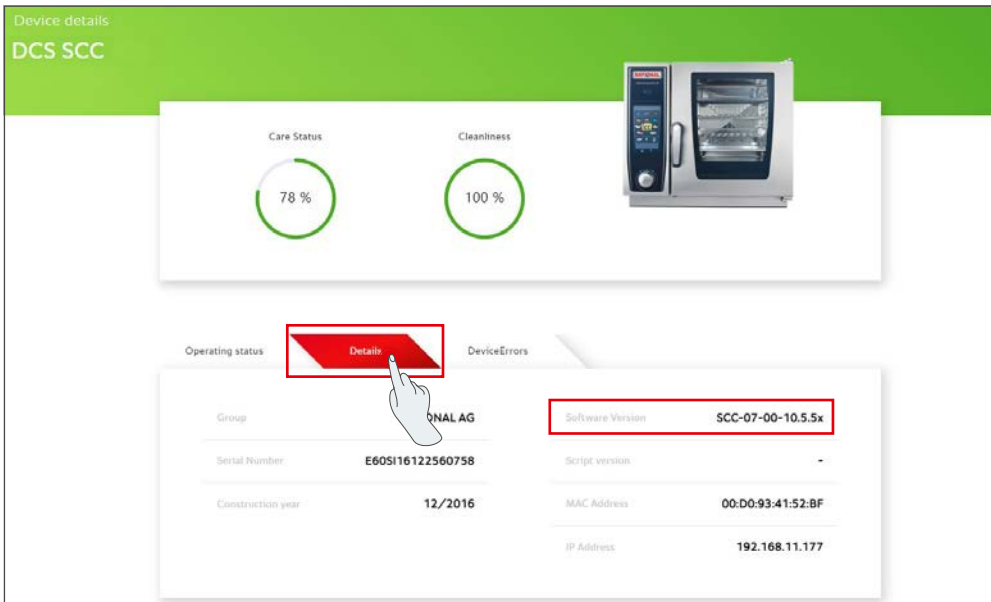 Device details
DCS SCC
RATIONAL
Care Status
Cleanliness
78 %
100 %
Operating status
Details
DeviceErrors
Group
ONAL AG
Software Version
SCC-07-00-10.5.5x
Serial Number
E60SI16122560758
Script version
-
Construction year
12/2016
MAC Address
00:D0:93:41:52:BF
IP Address
192.168.11.177